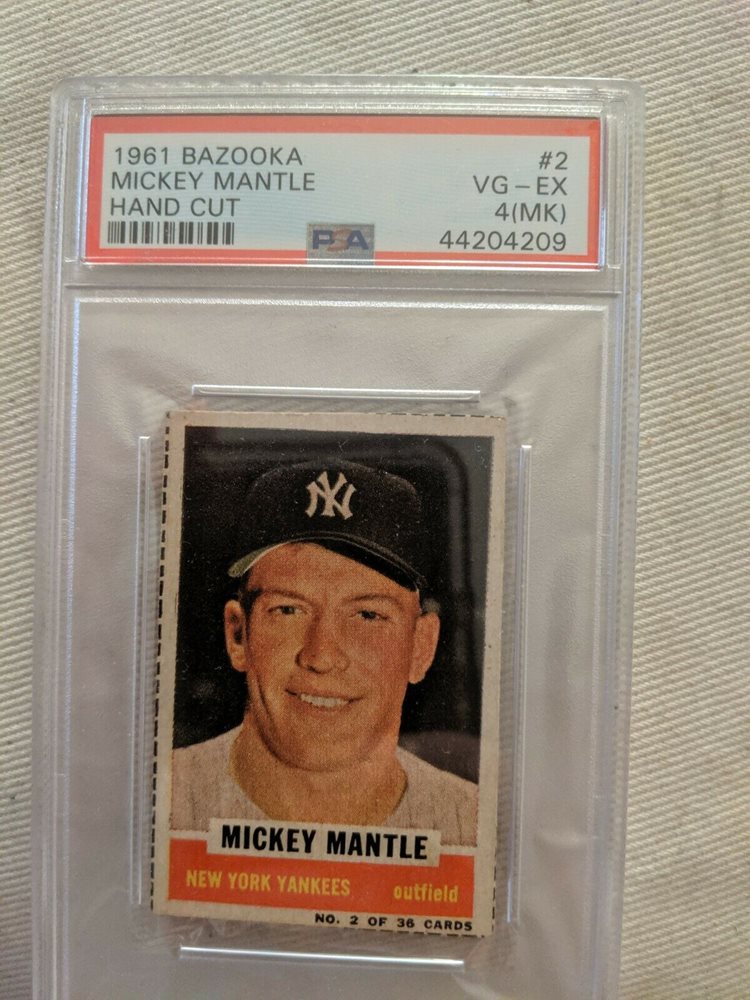 1961 BAZOOKA #2
MICKEY MANTLE VG-EX
HAND CUT 4(MK)
PSA 44204209
NY
MICKEY MANTLE
NEW YORK YANKEES outfield
NO. 2 OF 36 CARDS